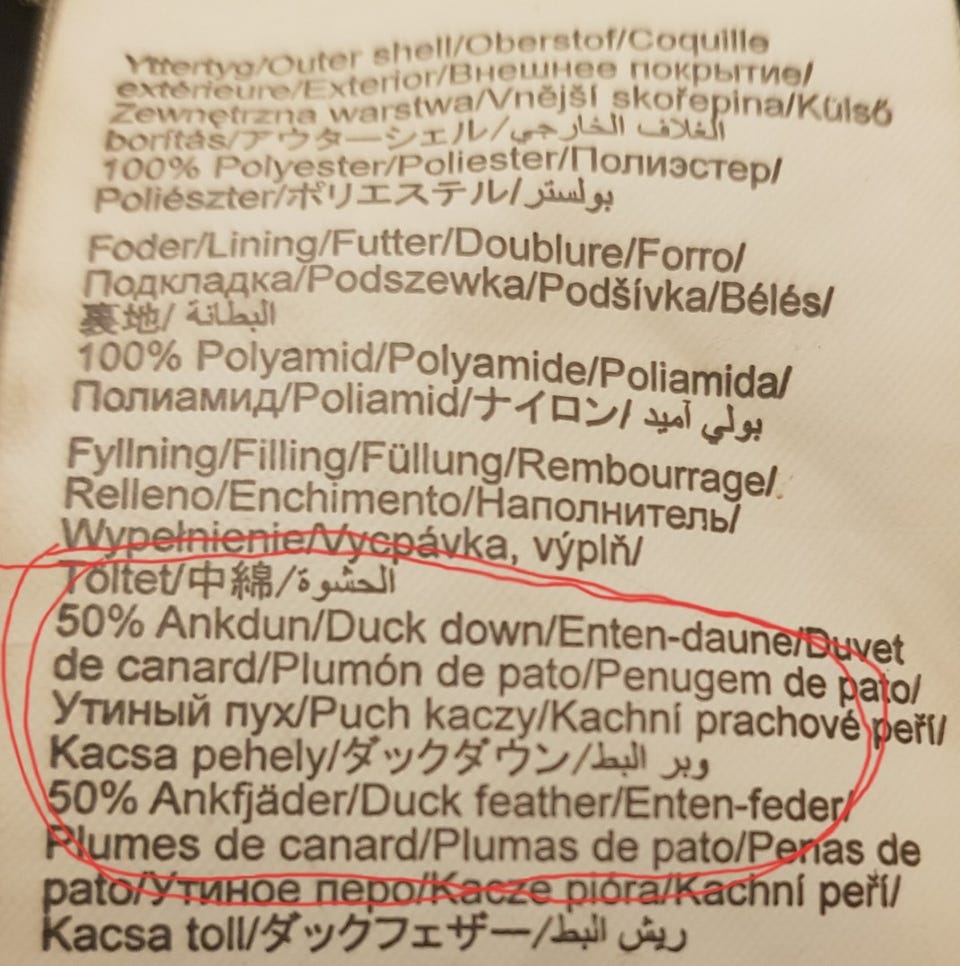 Yttertyg/Outer shell/Oberstof/Coquille
extérieure/Exterior/Внешнее покрытие/
Zewnętrzna warstwa/Vnější skořepina/Külső
borítás/アウターシェル/الغلاف الخارجي
100% Polyester/Poliester/Полиэстер/
Poliészter/ポリエステル/بولستر
Foder/Lining/Futter/Doublure/Forro/
Подкладка/Podszewka/Podšívka/Bélés/
裏地/ البطانة
100% Polyamid/Polyamide/Poliamida/
Полиамид/Poliamid/ナイロン/ بولي آميد
Fyllning/Filling/Füllung/Rembourrage/
Relleno/Enchimento/Наполнитель/
Wypełnienie/Vycpávka, výplň/
Töltet/中綿/الحشوة
50% Ankdun/Duck down/Enten-daune/Duvet
de canard/Plumón de pato/Penugem de pato/
Утиный пух/Puch kaczy/Kachní prachové peří/
Kacsa pehely/ダックダウン/وبر البط
50% Ankfjäder/Duck feather/Enten-feder/
Plumes de canard/Plumas de pato/Penas de
pato/Утиное перо/Kacze pióra/Kachní peří/
Kacsa toll/ダックフェザー/ريش البط